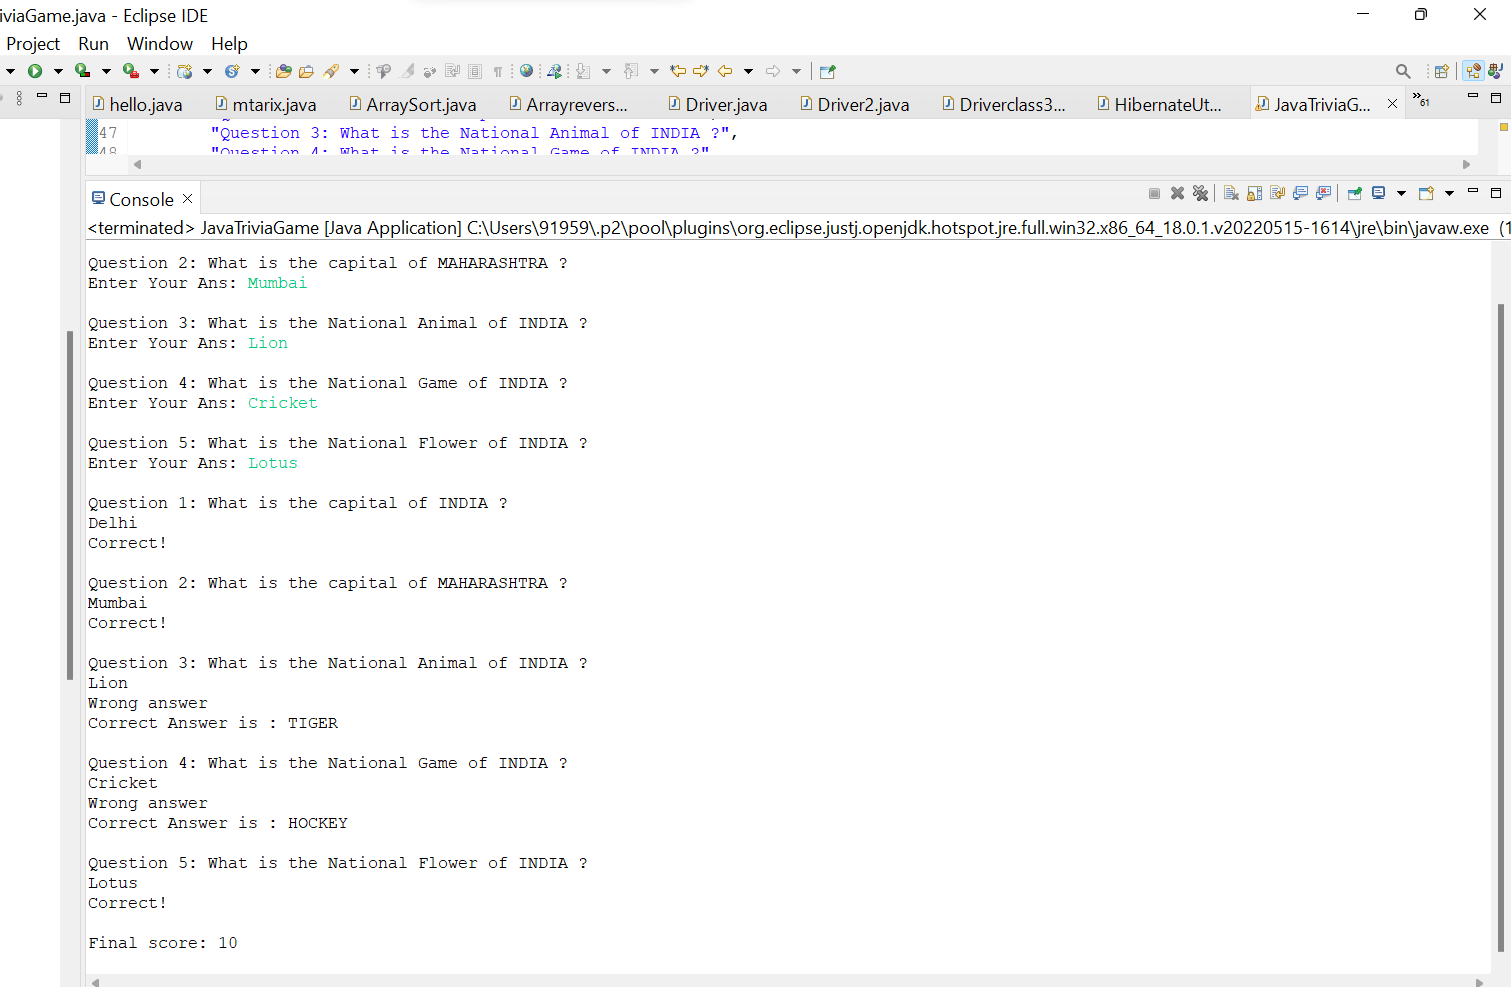 iviaGame.java - Eclipse IDE
Project Run Window Help
hello.java mtarix.java ArraySort.java Arrayrevers... Driver.java Driver2.java Driverclass3... HibernateUt... JavaTriviaG... 61
47 "Question 3: What is the National Animal of INDIA ?",
48 "Question 4: What is the National Game of INDIA ?"
Console
<terminated> JavaTriviaGame [Java Application] C:\Users\91959\.p2\pool\plugins\org.eclipse.justj.openjdk.hotspot.jre.full.win32.x86_64_18.0.1.v20220515-1614\jre\bin\javaw.exe (1
Question 2: What is the capital of MAHARASHTRA ?
Enter Your Ans: Mumbai
Question 3: What is the National Animal of INDIA ?
Enter Your Ans: Lion
Question 4: What is the National Game of INDIA ?
Enter Your Ans: Cricket
Question 5: What is the National Flower of INDIA ?
Enter Your Ans: Lotus
Question 1: What is the capital of INDIA ?
Delhi
Correct!
Question 2: What is the capital of MAHARASHTRA ?
Mumbai
Correct!
Question 3: What is the National Animal of INDIA ?
Lion
Wrong answer
Correct Answer is : TIGER
Question 4: What is the National Game of INDIA ?
Cricket
Wrong answer
Correct Answer is : HOCKEY
Question 5: What is the National Flower of INDIA ?
Lotus
Correct!
Final score: 10